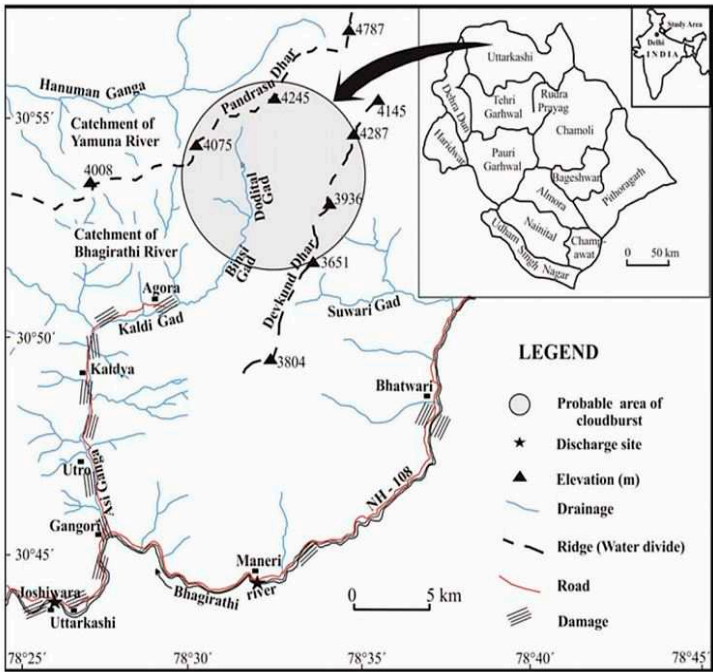 4787
Hanuman Ganga
Pandrasu Dhar
4245
4145
30°55'
Catchment of
Yamuna River
4075
4287
4008
Dodital
Gad
3936
Catchment of
Bhagirathi River
Binsi
Gad
Devkund Dhar
3651
Agora
Kaldi Gad
Suwari Gad
30°50'
3804
Kaldya
Bhatwari
Utro
Asi Ganga
NH - 108
Gangori
30°45'
Maneri
Joshiwara
Bhagirathi
river
Uttarkashi
0 5 km
78°25'
78°30'
78°35'
78°40'
78°45'
Uttarkashi
Dehra Dun
Tehri
Garhwal
Rudra
Prayag
Chamoli
Haridwar
Pauri
Garhwal
Bageshwar
Pithoragarh
Almora
Nainital
Cham
awat
Udham Singh Nagar
0 50 km
Study Area
Delhi
INDIA
LEGEND
Probable area of
cloudburst
Discharge site
Elevation (m)
Drainage
Ridge (Water divide)
Road
Damage